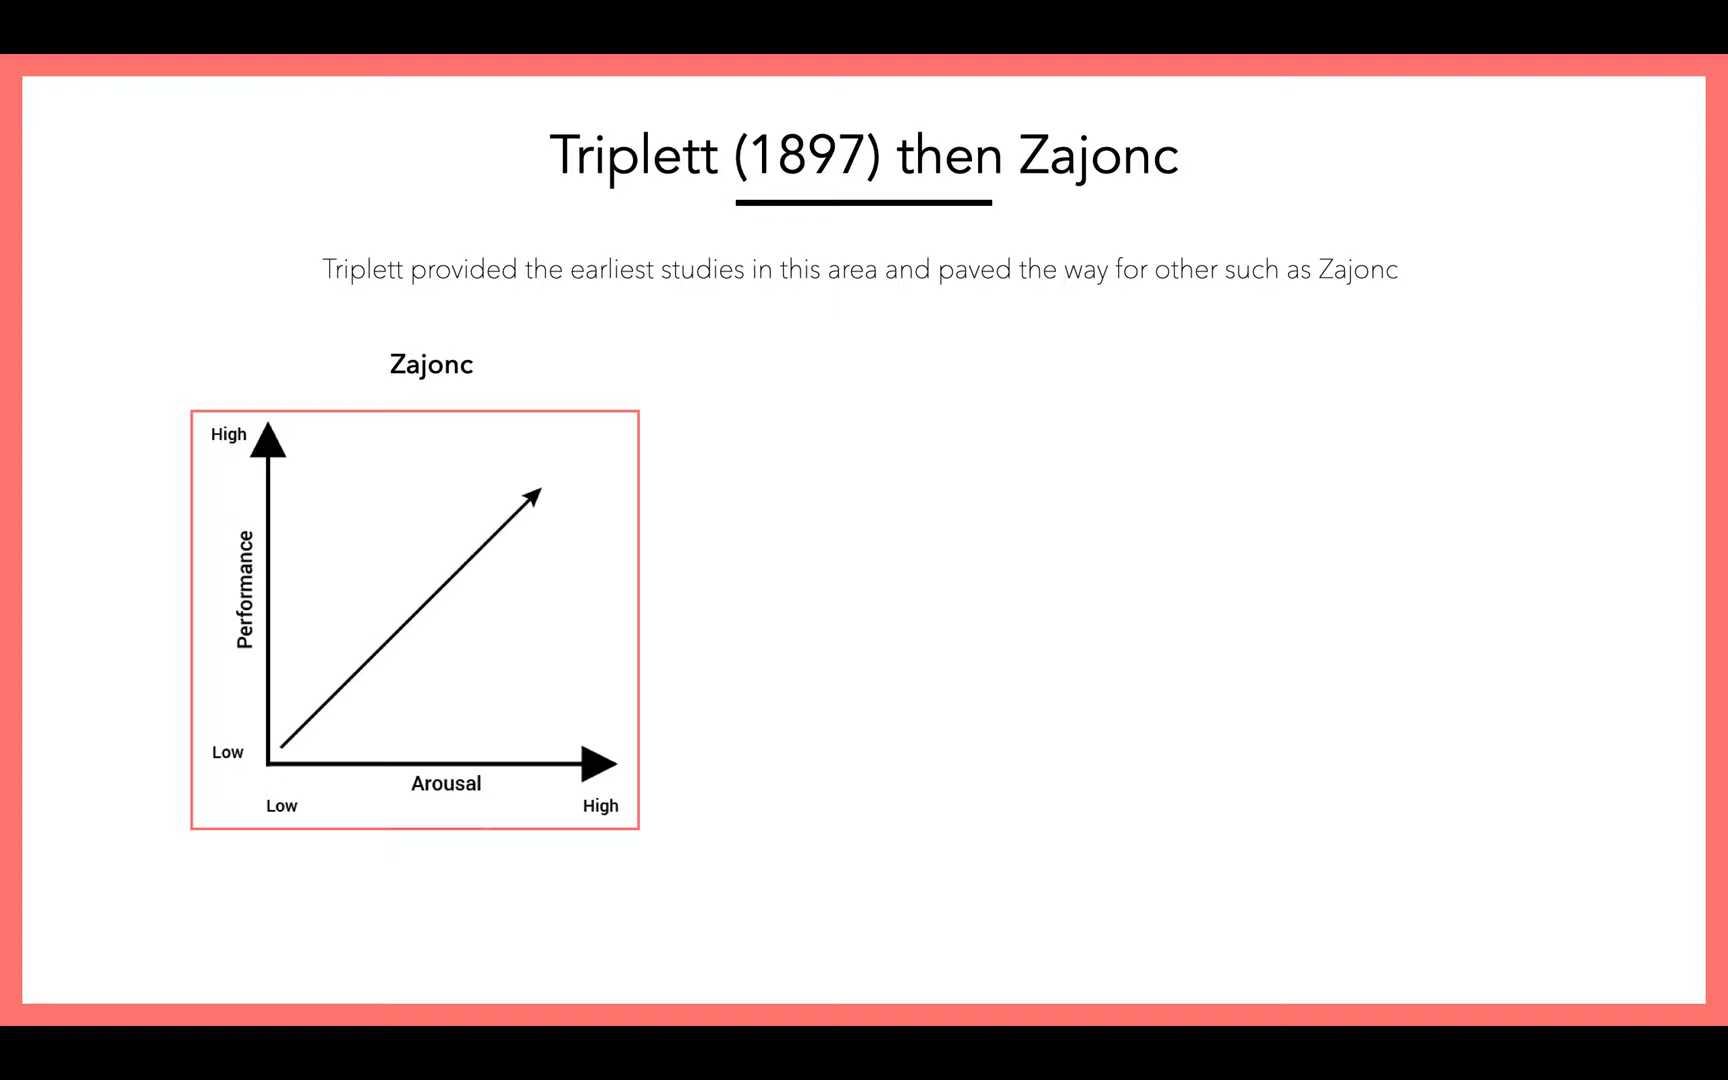 Triplett (1897) then Zajonc
Triplett provided the earliest studies in this area and paved the way for other such as Zajonc
Zajonc
High
Performance
Low
Arousal
Low
High